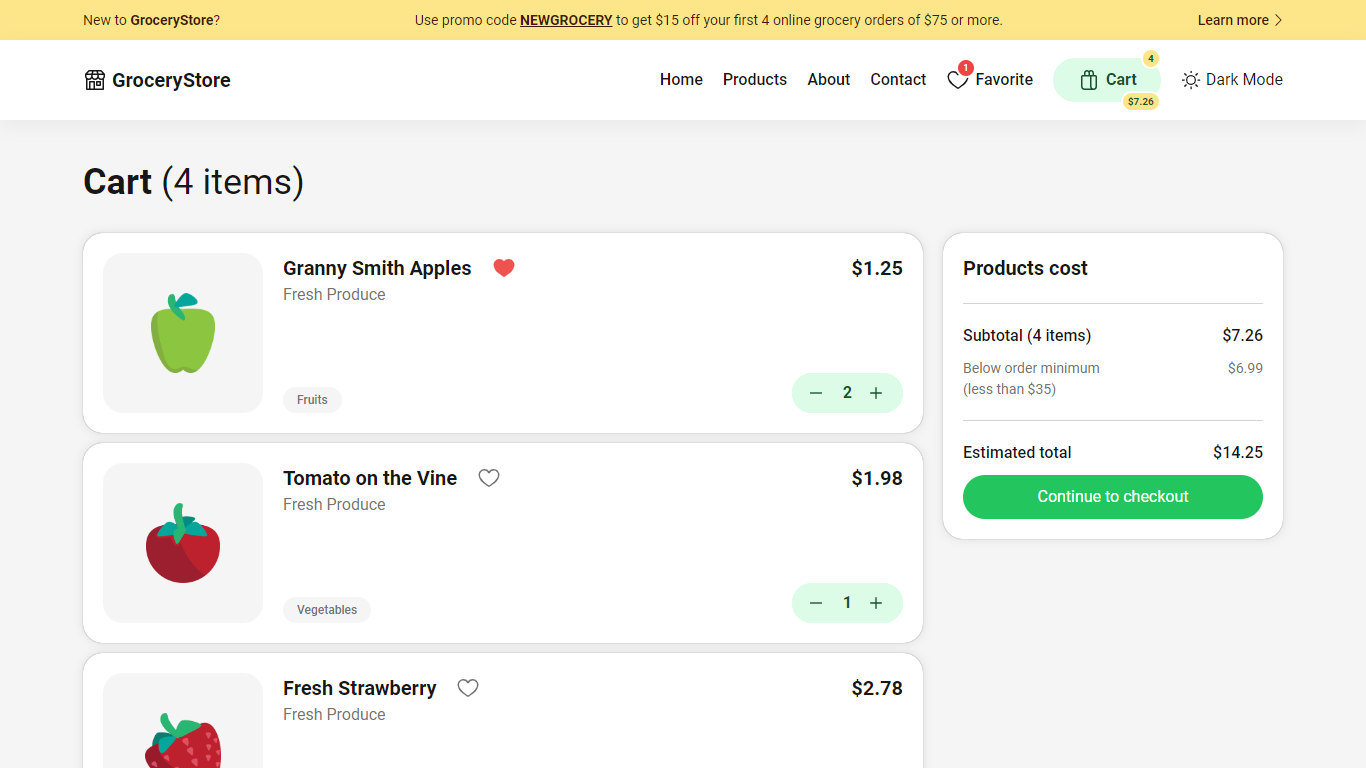 New to GroceryStore?
Use promo code NEWGROCERY to get $15 off your first 4 online grocery orders of $75 or more.
Learn more
GroceryStore
Home
Products
About
Contact
1
Favorite
4
Cart
$7.26
Dark Mode
Cart (4 items)
Granny Smith Apples
$1.25
Fresh Produce
Fruits
2
Tomato on the Vine
$1.98
Fresh Produce
Vegetables
1
Fresh Strawberry
$2.78
Fresh Produce
Products cost
Subtotal (4 items)
$7.26
Below order minimum
(less than $35)
$6.99
Estimated total
$14.25
Continue to checkout